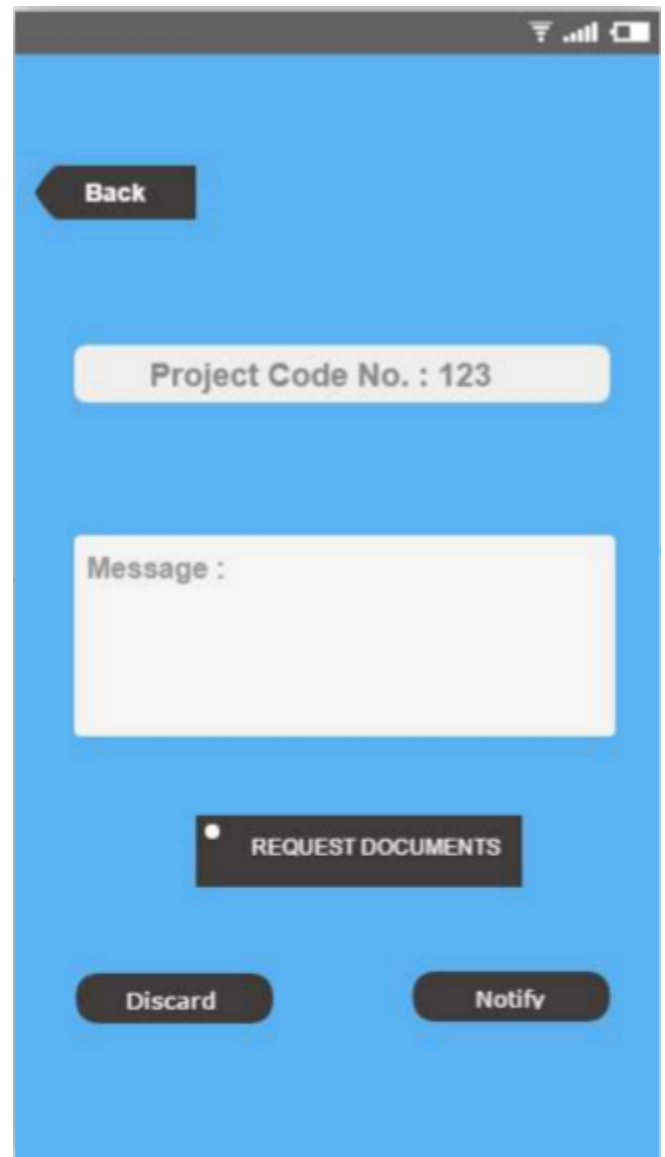 Back
Project Code No. : 123
Message :
REQUEST DOCUMENTS
Discard
Notify